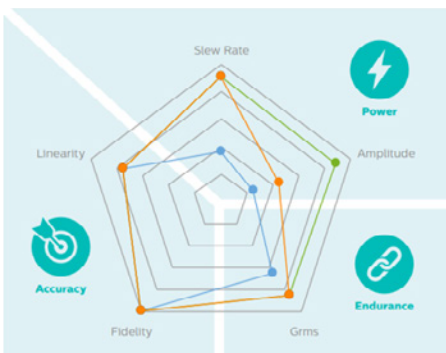 Slew Rate
Power
Linearity
Amplitude
Accuracy
Endurance
Fidelity
Grms